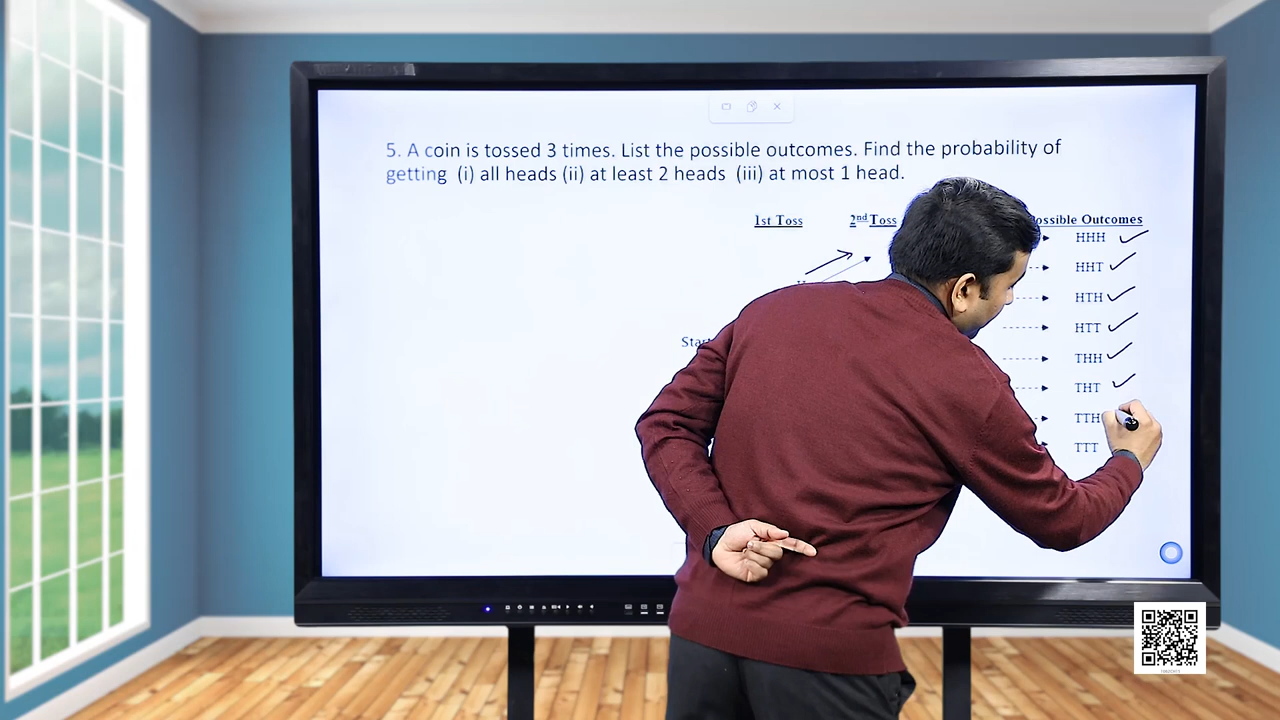 5. A coin is tossed 3 times. List the possible outcomes. Find the probability of
getting (i) all heads (ii) at least 2 heads (iii) at most 1 head.
1st Toss 2nd Toss Possible Outcomes
HHH
HHT
HTH
HTT
Start
THH
THT
TTH
TTT